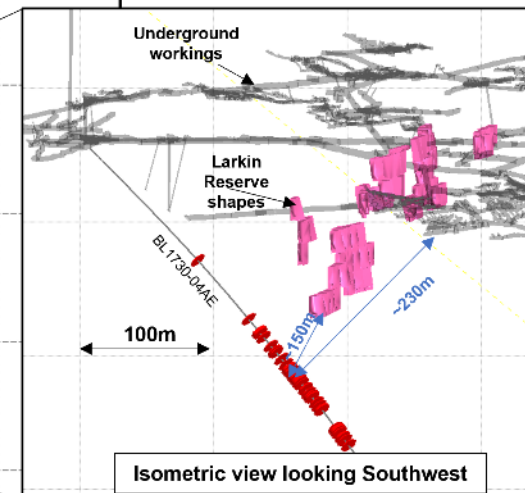 Underground
workings
Larkin
Reserve
shapes
BL1730-04AE
100m
150m
~230m
Isometric view looking Southwest